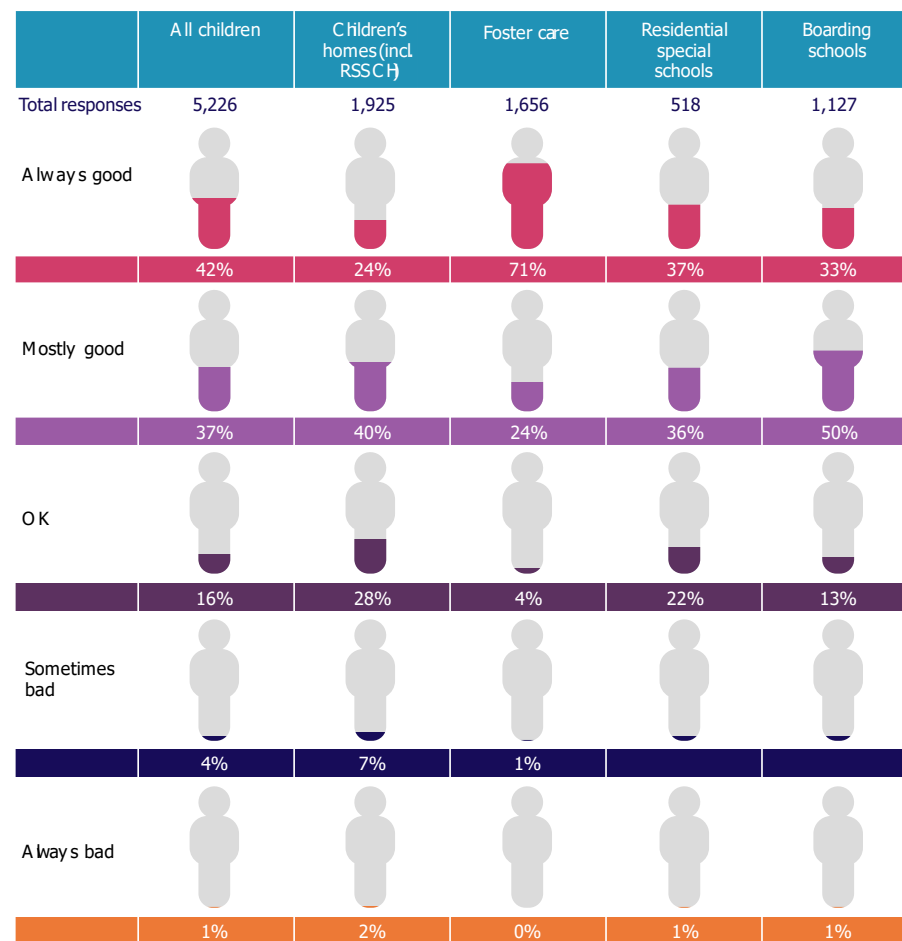 All children
Children's
homes (incl.
RSSCH)
Foster care
Residential
special
schools
Boarding
schools
Total responses 5,226 1,925 1,656 518 1,127
Always good
42% 24% 71% 37% 33%
Mostly good
37% 40% 24% 36% 50%
OK
16% 28% 4% 22% 13%
Sometimes
bad
4% 7% 1%
Always bad
1% 2% 0% 1% 1%